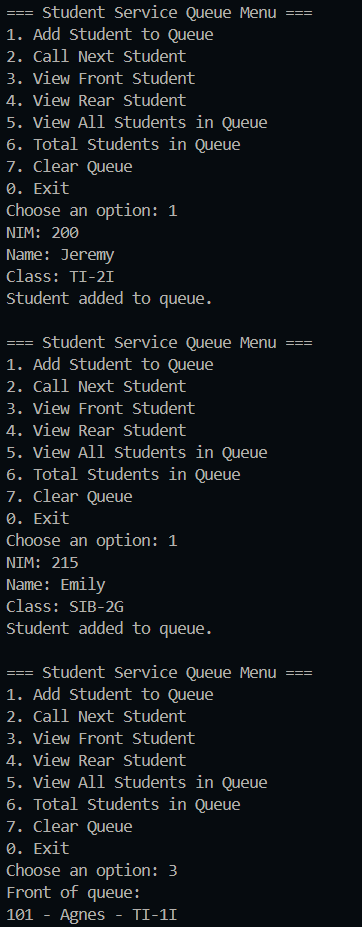 === Student Service Queue Menu ===
1. Add Student to Queue
2. Call Next Student
3. View Front Student
4. View Rear Student
5. View All Students in Queue
6. Total Students in Queue
7. Clear Queue
0. Exit
Choose an option: 1
NIM: 200
Name: Jeremy
Class: TI-2I
Student added to queue.

=== Student Service Queue Menu ===
1. Add Student to Queue
2. Call Next Student
3. View Front Student
4. View Rear Student
5. View All Students in Queue
6. Total Students in Queue
7. Clear Queue
0. Exit
Choose an option: 1
NIM: 215
Name: Emily
Class: SIB-2G
Student added to queue.

=== Student Service Queue Menu ===
1. Add Student to Queue
2. Call Next Student
3. View Front Student
4. View Rear Student
5. View All Students in Queue
6. Total Students in Queue
7. Clear Queue
0. Exit
Choose an option: 3
Front of queue:
101 - Agnes - TI-1I